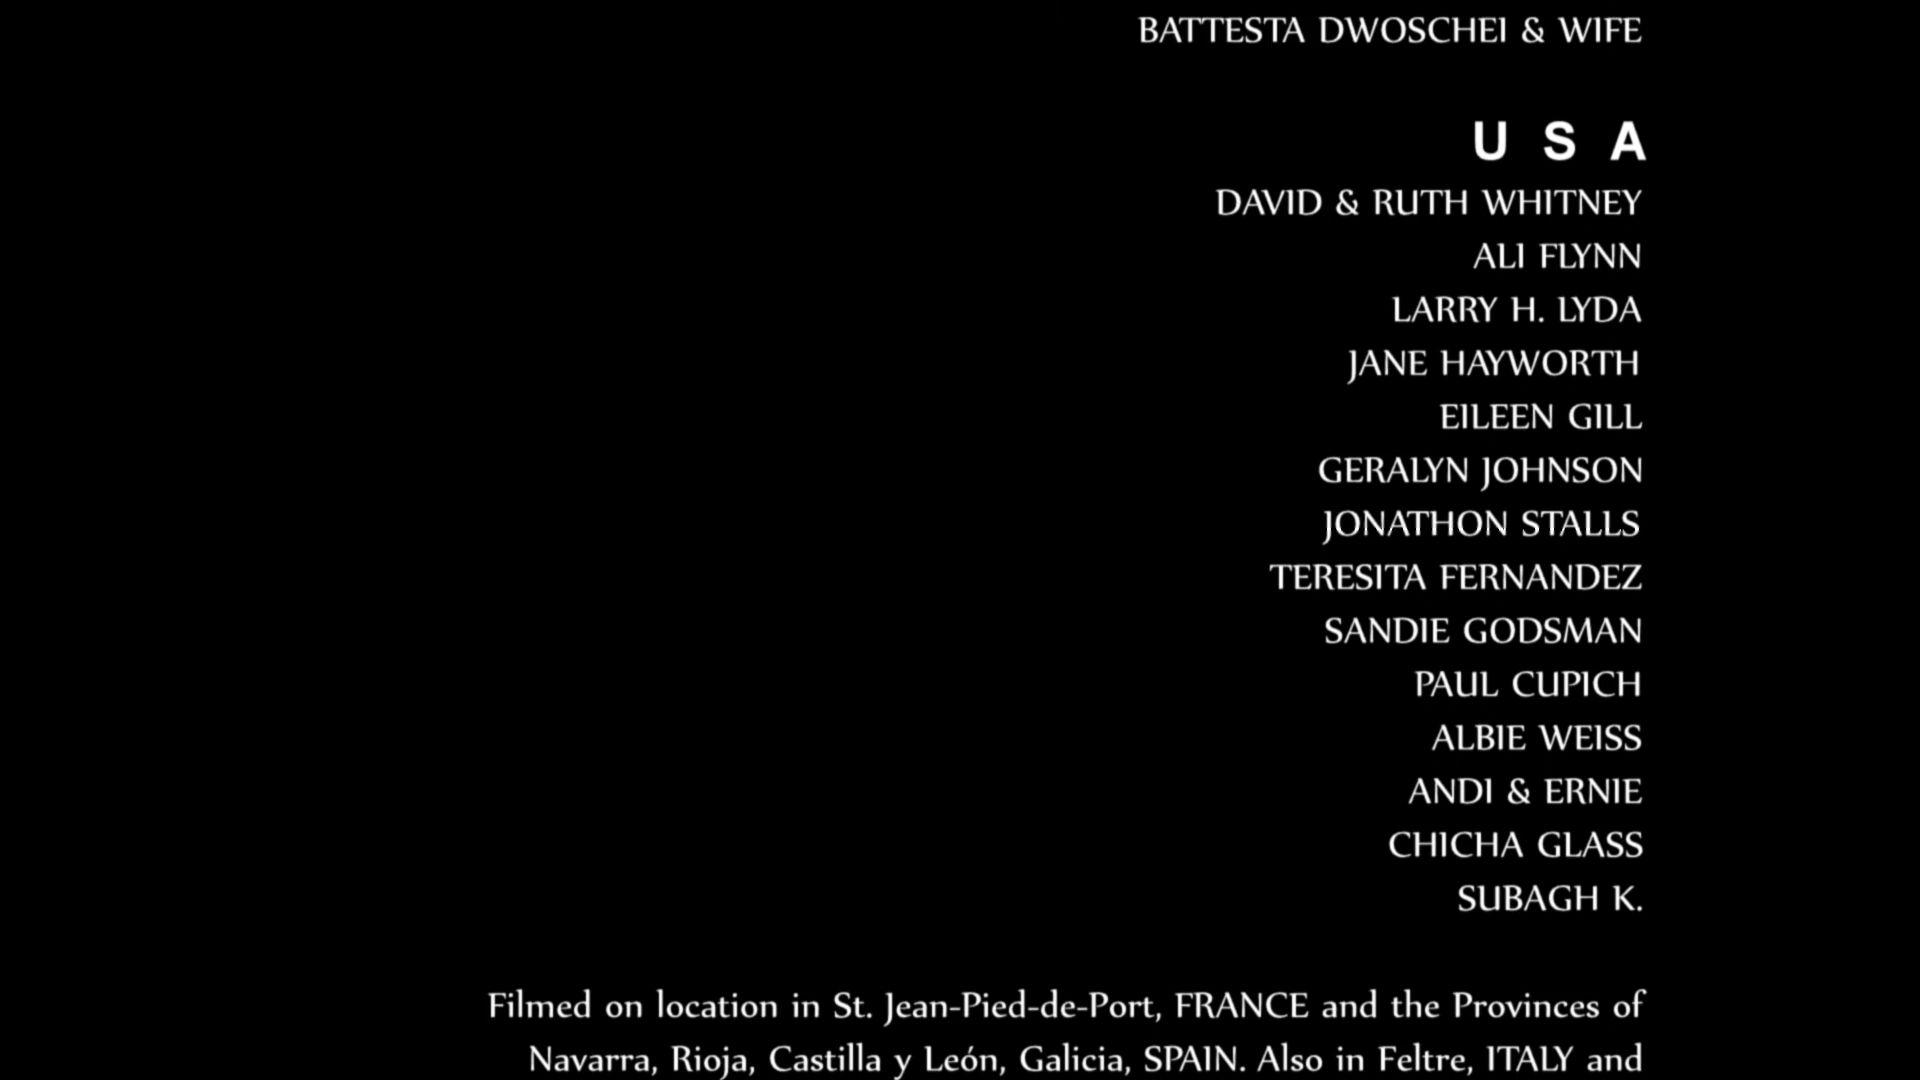 BATTESTA DWOSCHEI & WIFE
U S A
DAVID & RUTH WHITNEY
ALI FLYNN
LARRY H. LYDA
JANE HAYWORTH
EILEEN GILL
GERALYN JOHNSON
JONATHON STALLS
TERESITA FERNANDEZ
SANDIE GODSMAN
PAUL CUPICH
ALBIE WEISS
ANDI & ERNIE
CHICHA GLASS
SUBAGH K.
Filmed on location in St. Jean-Pied-de-Port, FRANCE and the Provinces of
Navarra, Rioja, Castilla y León, Galicia, SPAIN. Also in Feltre, ITALY and